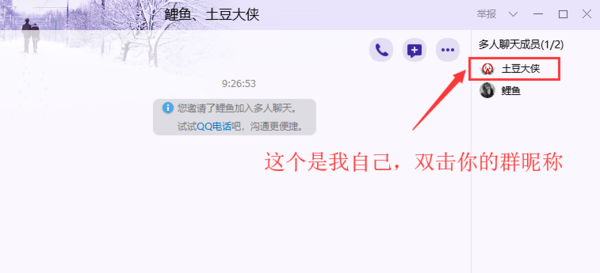 鲤鱼、土豆大侠
举报
多人聊天成员(1/2)
土豆大侠
鲤鱼
9:26:53
您邀请了鲤鱼加入多人聊天。
试试QQ电话吧，沟通更便捷。
这个是我自己，双击你的群昵称